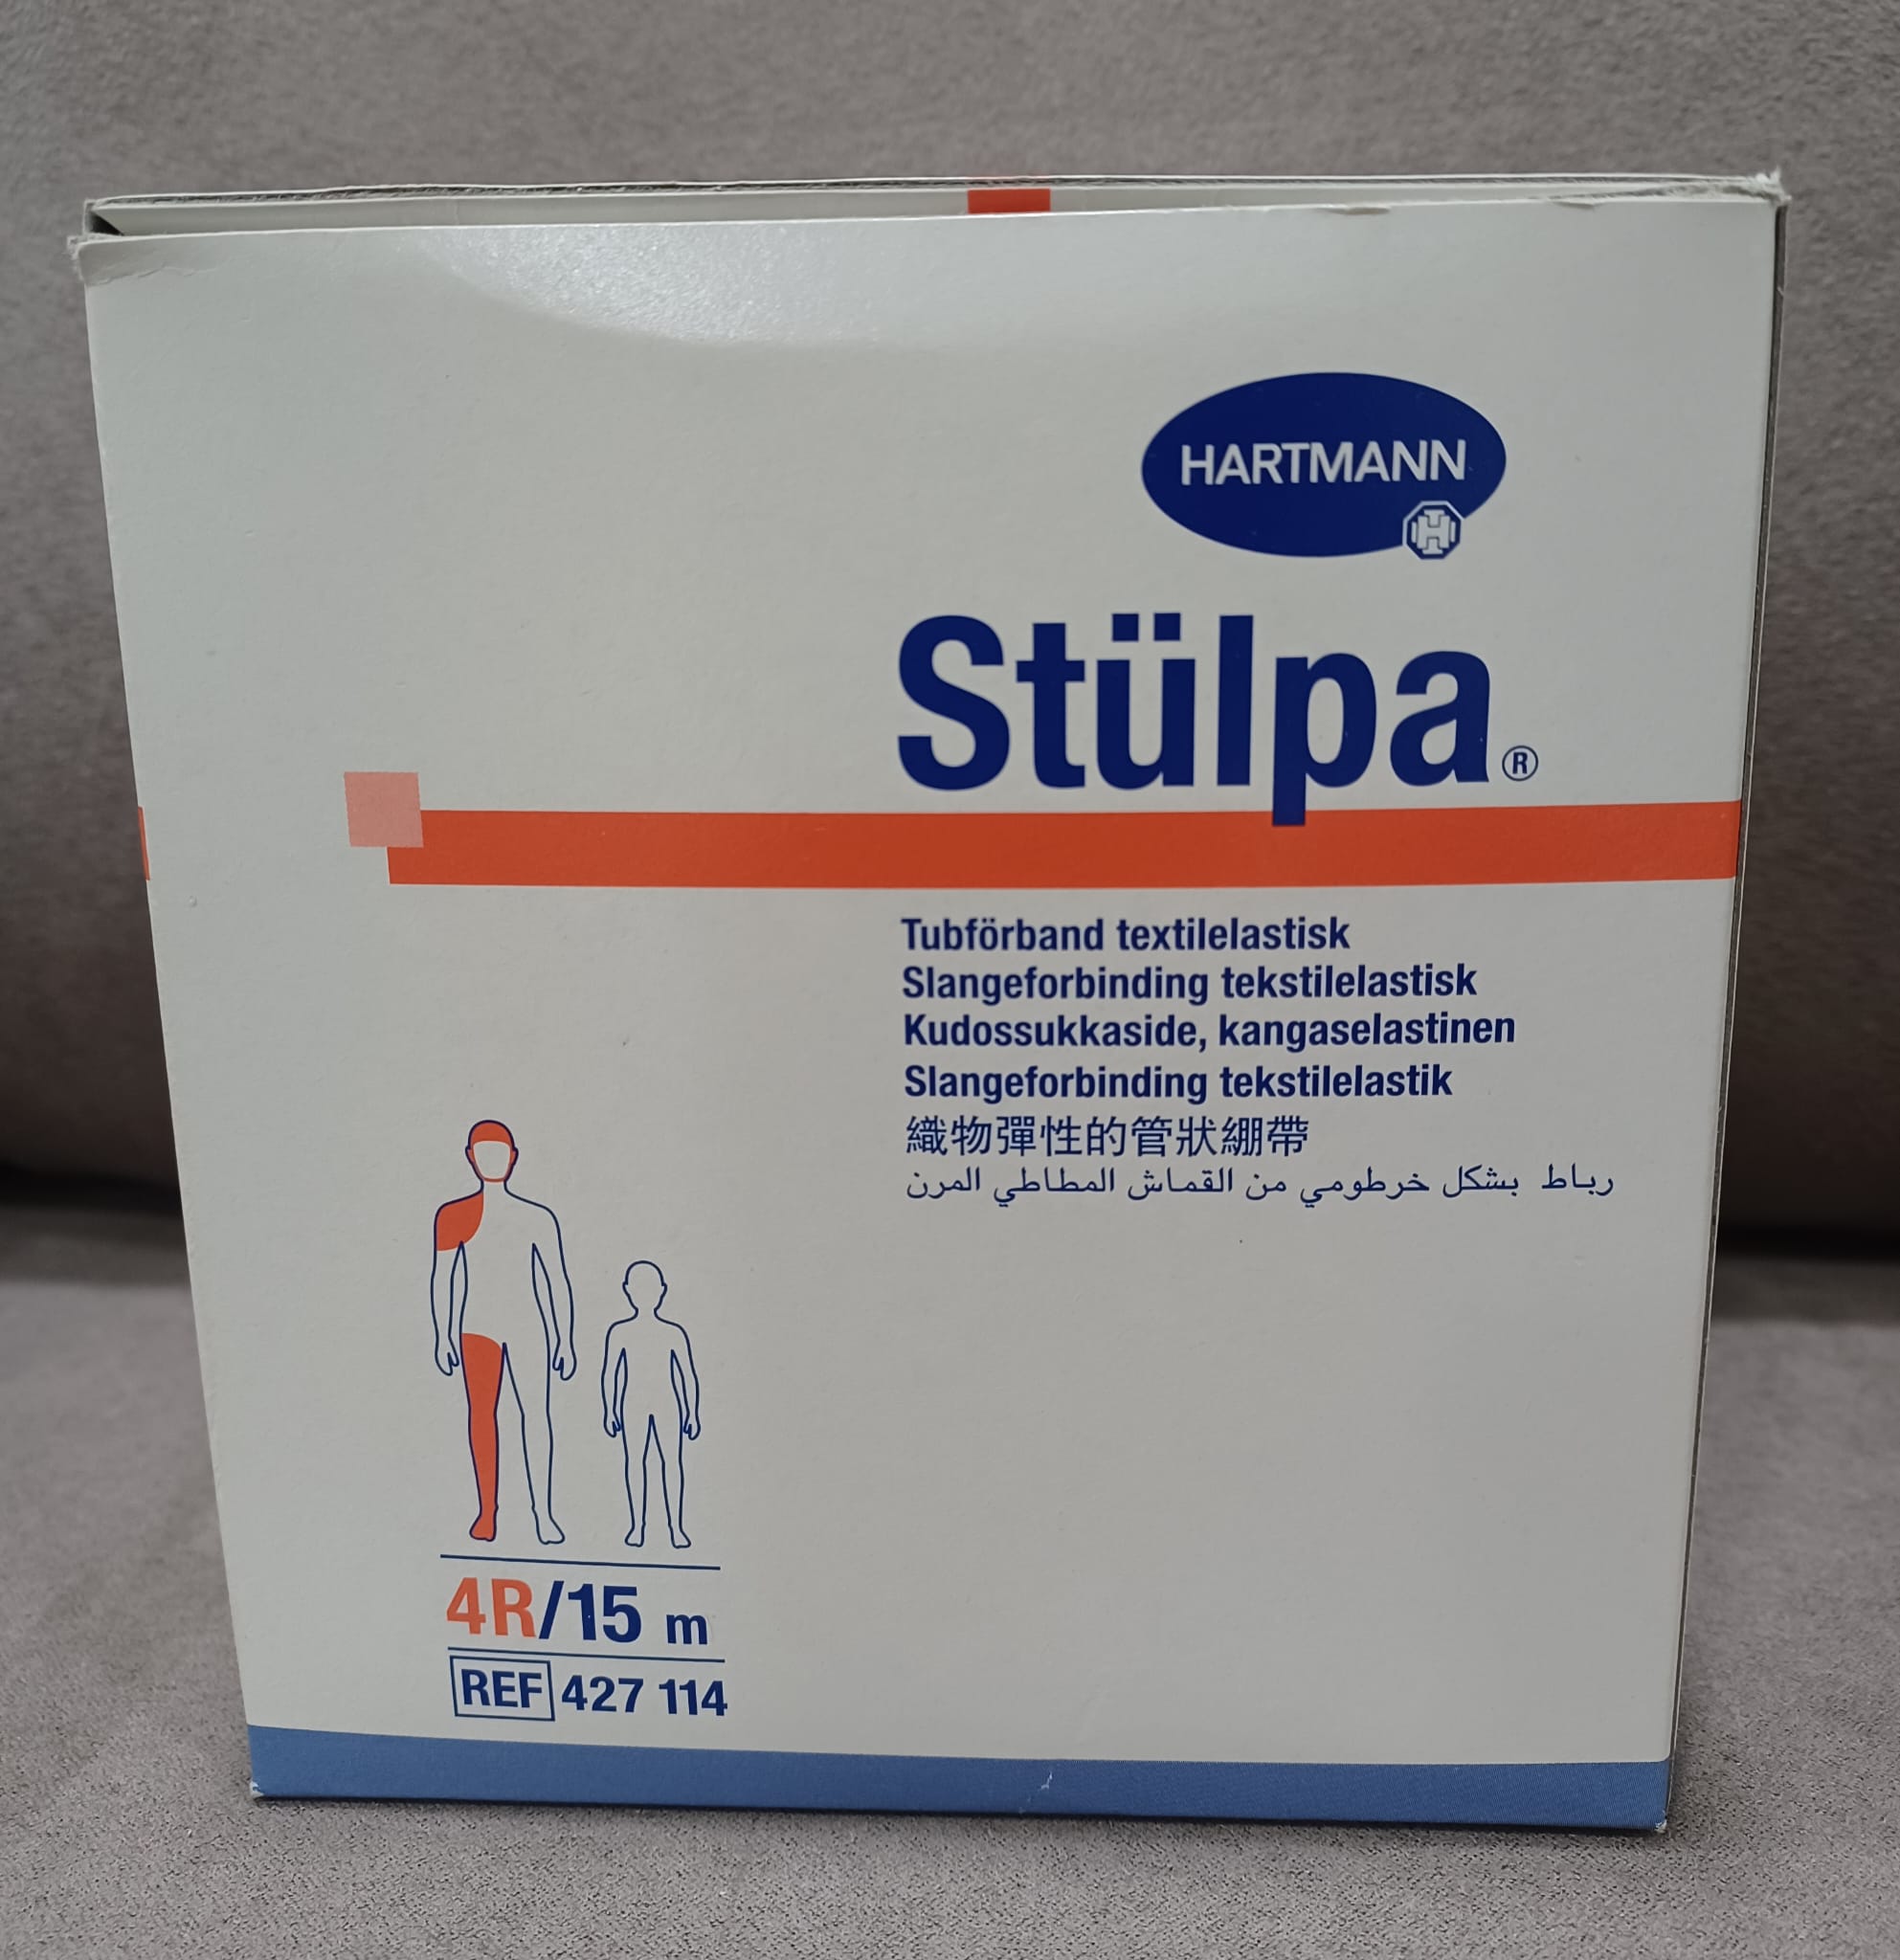 HARTMANN
Stülpa®
Tubförband textilelastisk
Slangeforbinding tekstilelastisk
Kudossukkaside, kangaselastinen
Slangeforbinding tekstilelastik
織物彈性的管狀綳帶
رباط بشكل خرطومي من القماش المطاطي المرن
4R/15 m
REF 427 114